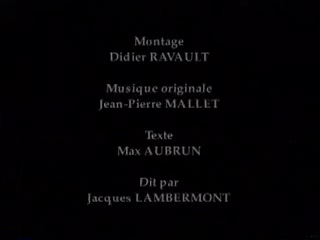 Montage
Didier RAVAULT
Musique originale
Jean-Pierre MALLET
Texte
Max AUBRUN
Dit par
Jacques LAMBERMONT